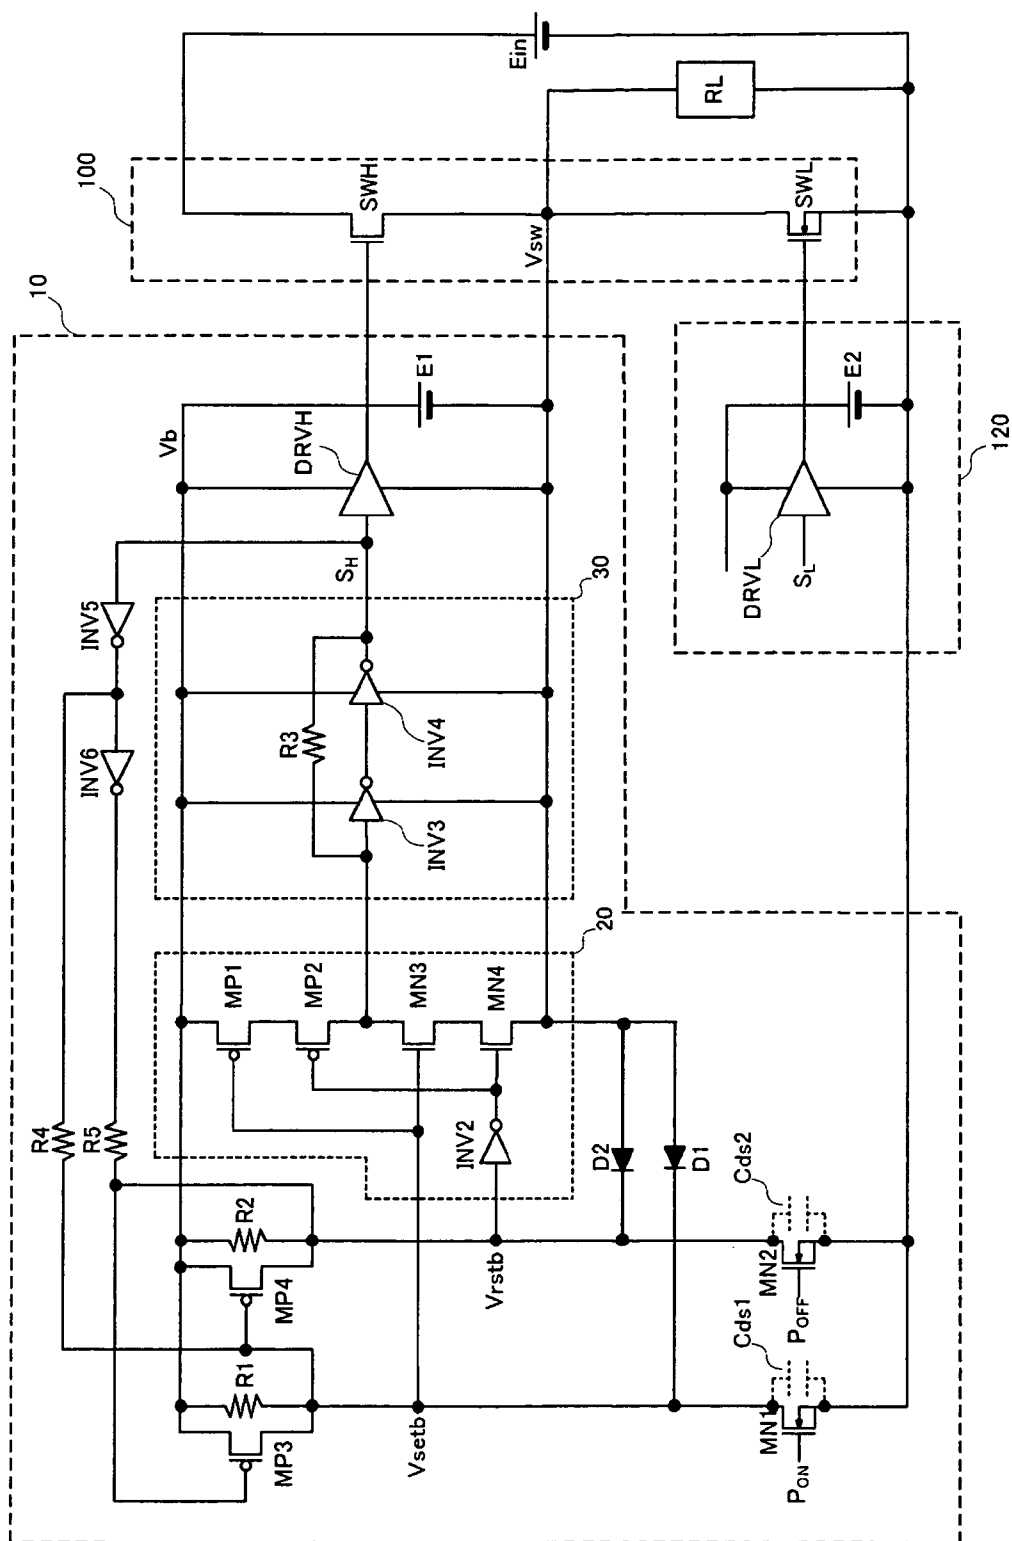 10
100
Ein
RL
SWH
SWL
Vsw
Vb
E1
DRVH
SH
30
INV5
INV6
R3
INV4
INV3
E2
DRVL
SL
120
20
MP1
MP2
MN3
MN4
INV2
D2
D1
R4
R5
R2
MP4
R1
MP3
Vrstb
Vsetb
Cds2
MN2
POFF
Cds1
MN1
PON